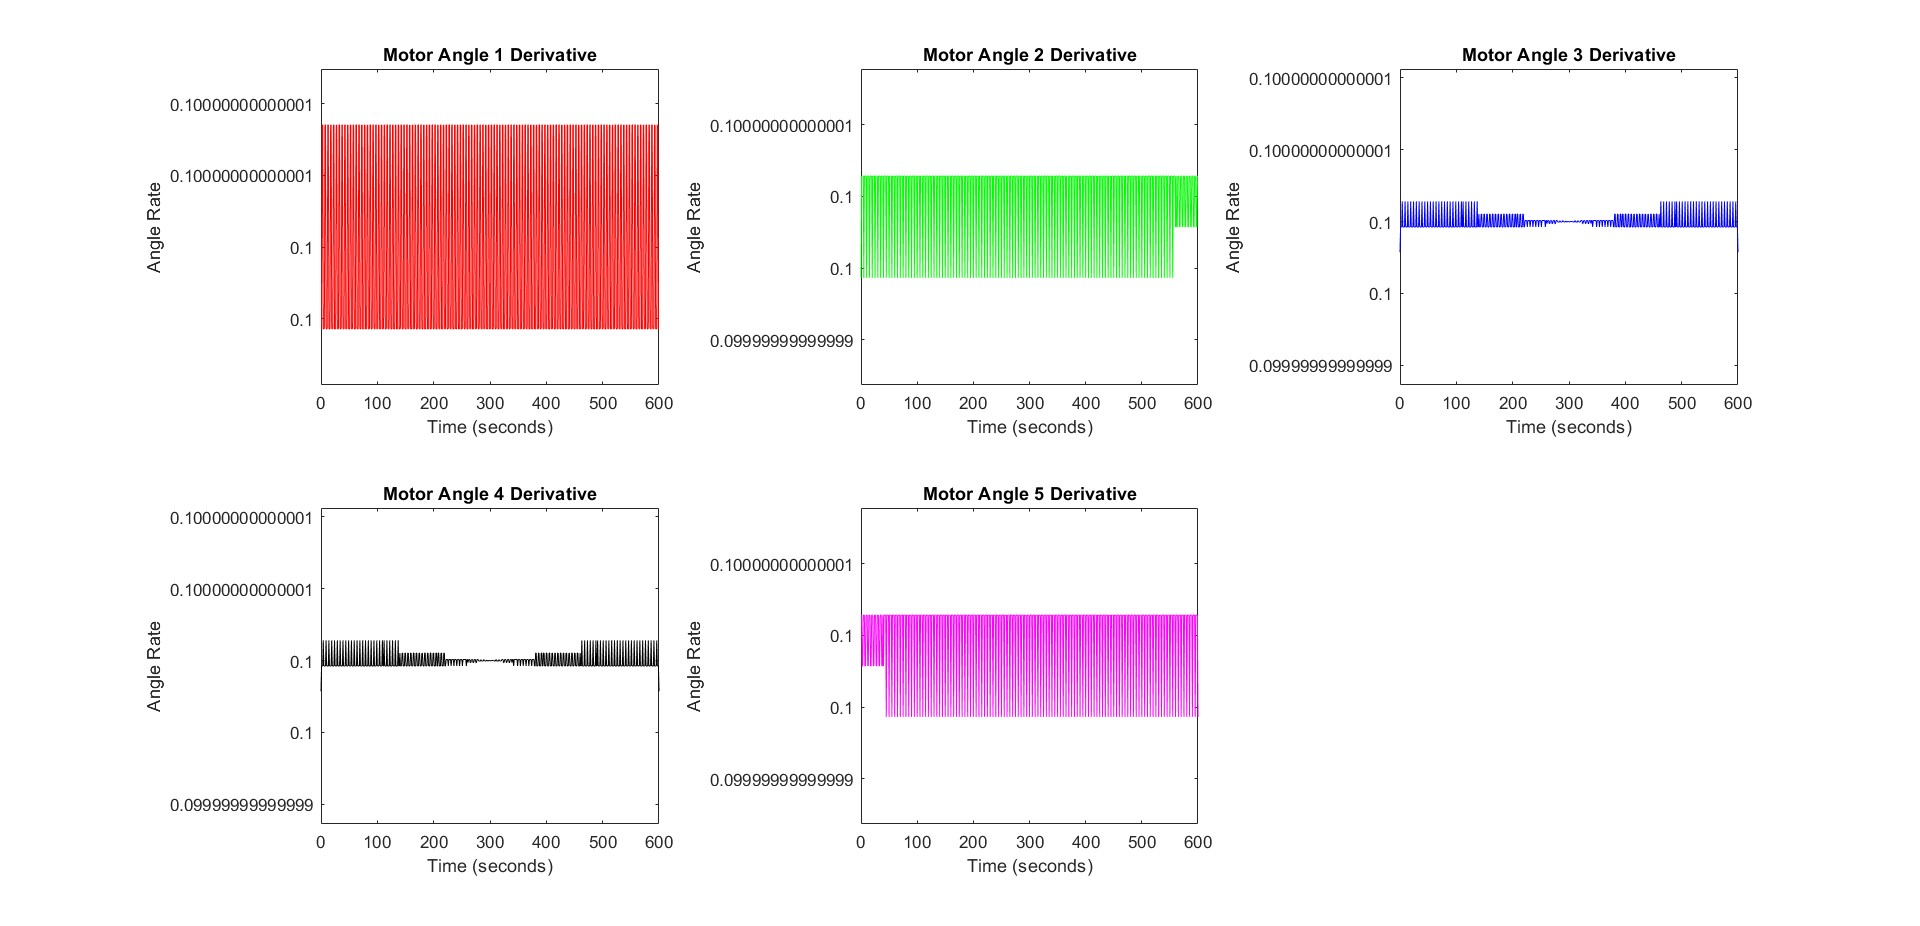 Motor Angle 1 Derivative
0.10000000000001
0.10000000000001
0.1
0.1
Angle Rate
0 100 200 300 400 500 600
Time (seconds)
Motor Angle 2 Derivative
0.10000000000001
0.1
0.1
0.09999999999999
Angle Rate
0 100 200 300 400 500 600
Time (seconds)
Motor Angle 3 Derivative
0.10000000000001
0.10000000000001
0.1
0.1
0.09999999999999
Angle Rate
0 100 200 300 400 500 600
Time (seconds)
Motor Angle 4 Derivative
0.10000000000001
0.10000000000001
0.1
0.1
0.09999999999999
Angle Rate
0 100 200 300 400 500 600
Time (seconds)
Motor Angle 5 Derivative
0.10000000000001
0.1
0.1
0.09999999999999
Angle Rate
0 100 200 300 400 500 600
Time (seconds)